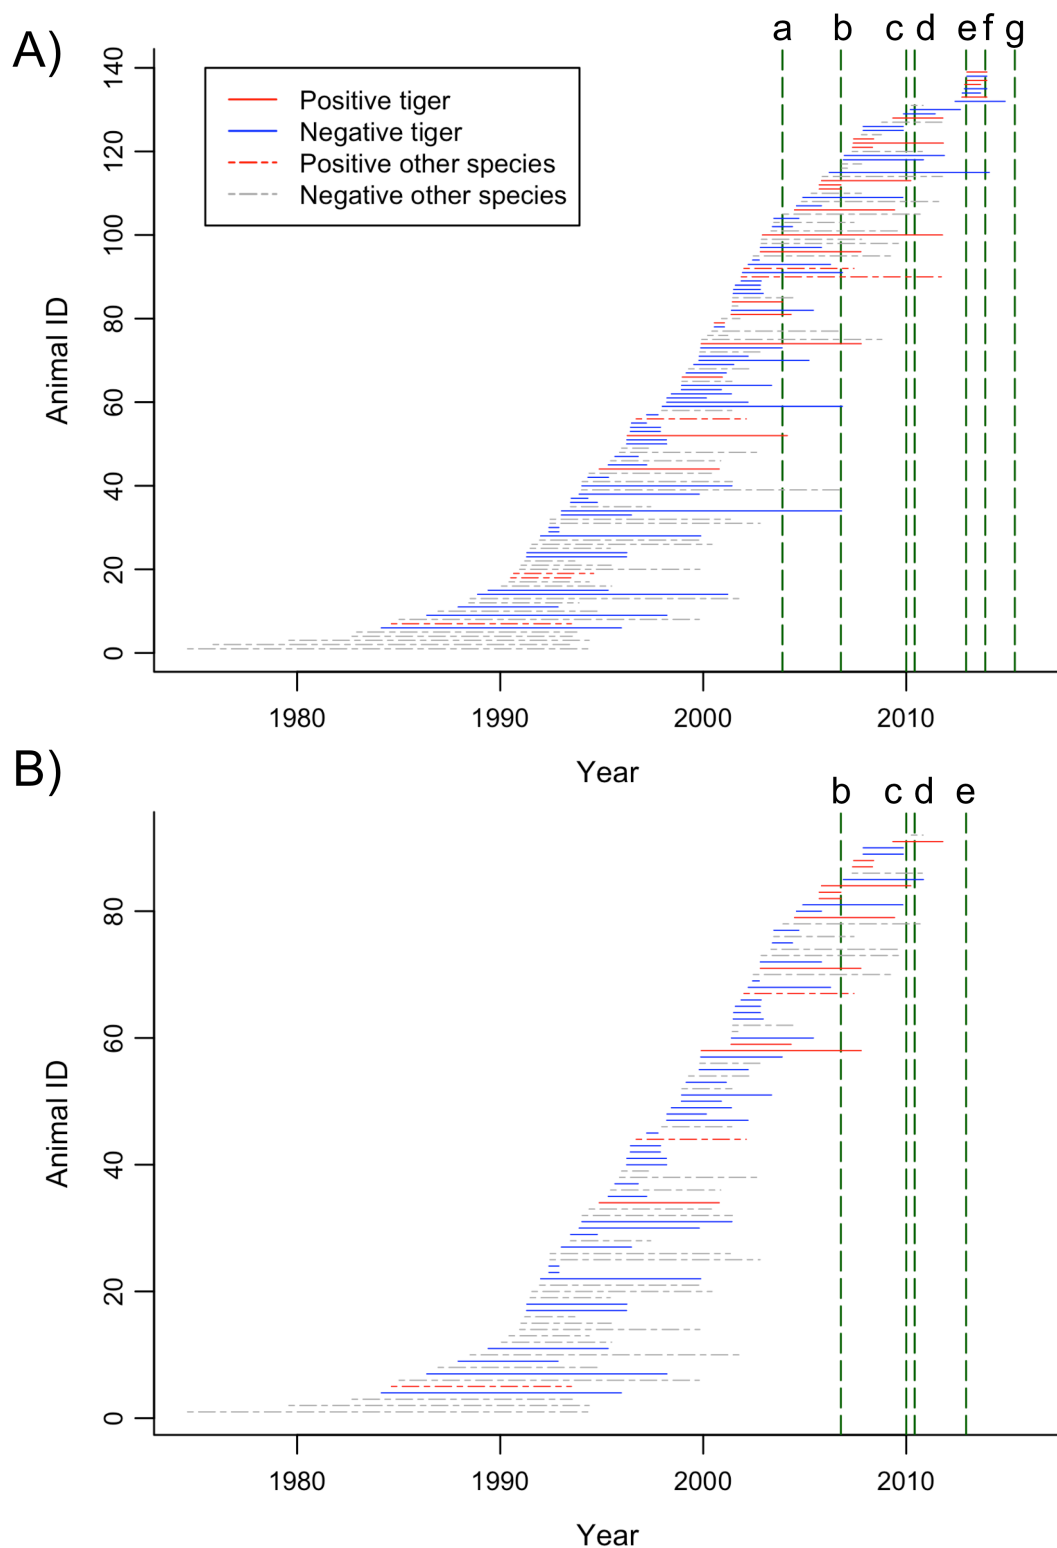 A)
a b c d e f g
140
120
100
80
60
40
20
0
Animal ID
Positive tiger
Negative tiger
Positive other species
Negative other species
1980 1990 2000 2010
Year
B)
b c d e
80
60
40
20
0
Animal ID
1980 1990 2000 2010
Year